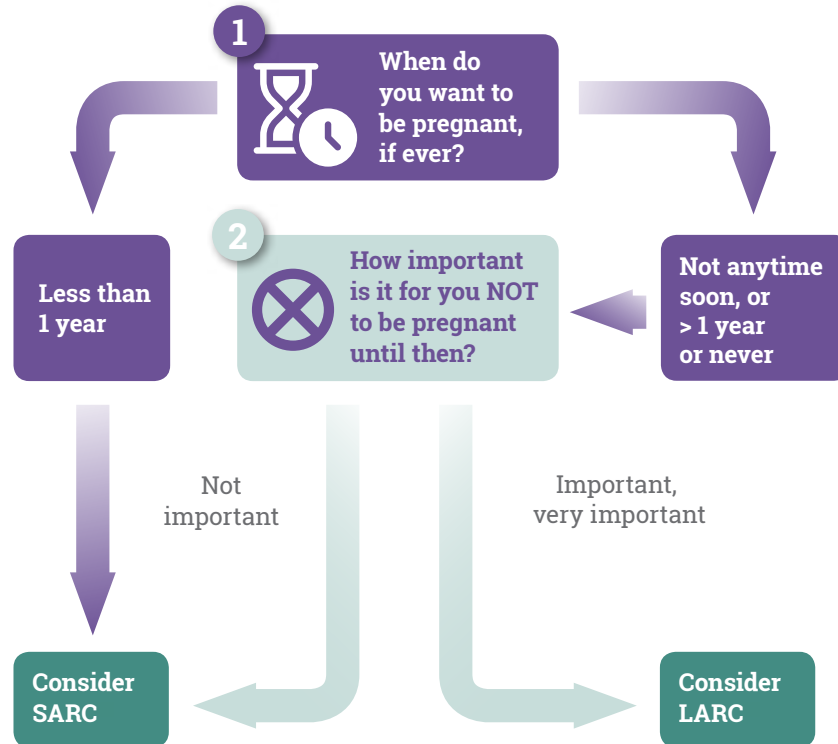 1
When do
you want to
be pregnant,
if ever?
Less than
1 year
2
How important
is it for you NOT
to be pregnant
until then?
Not anytime
soon, or
> 1 year
or never
Not
important
Important,
very important
Consider
SARC
Consider
LARC